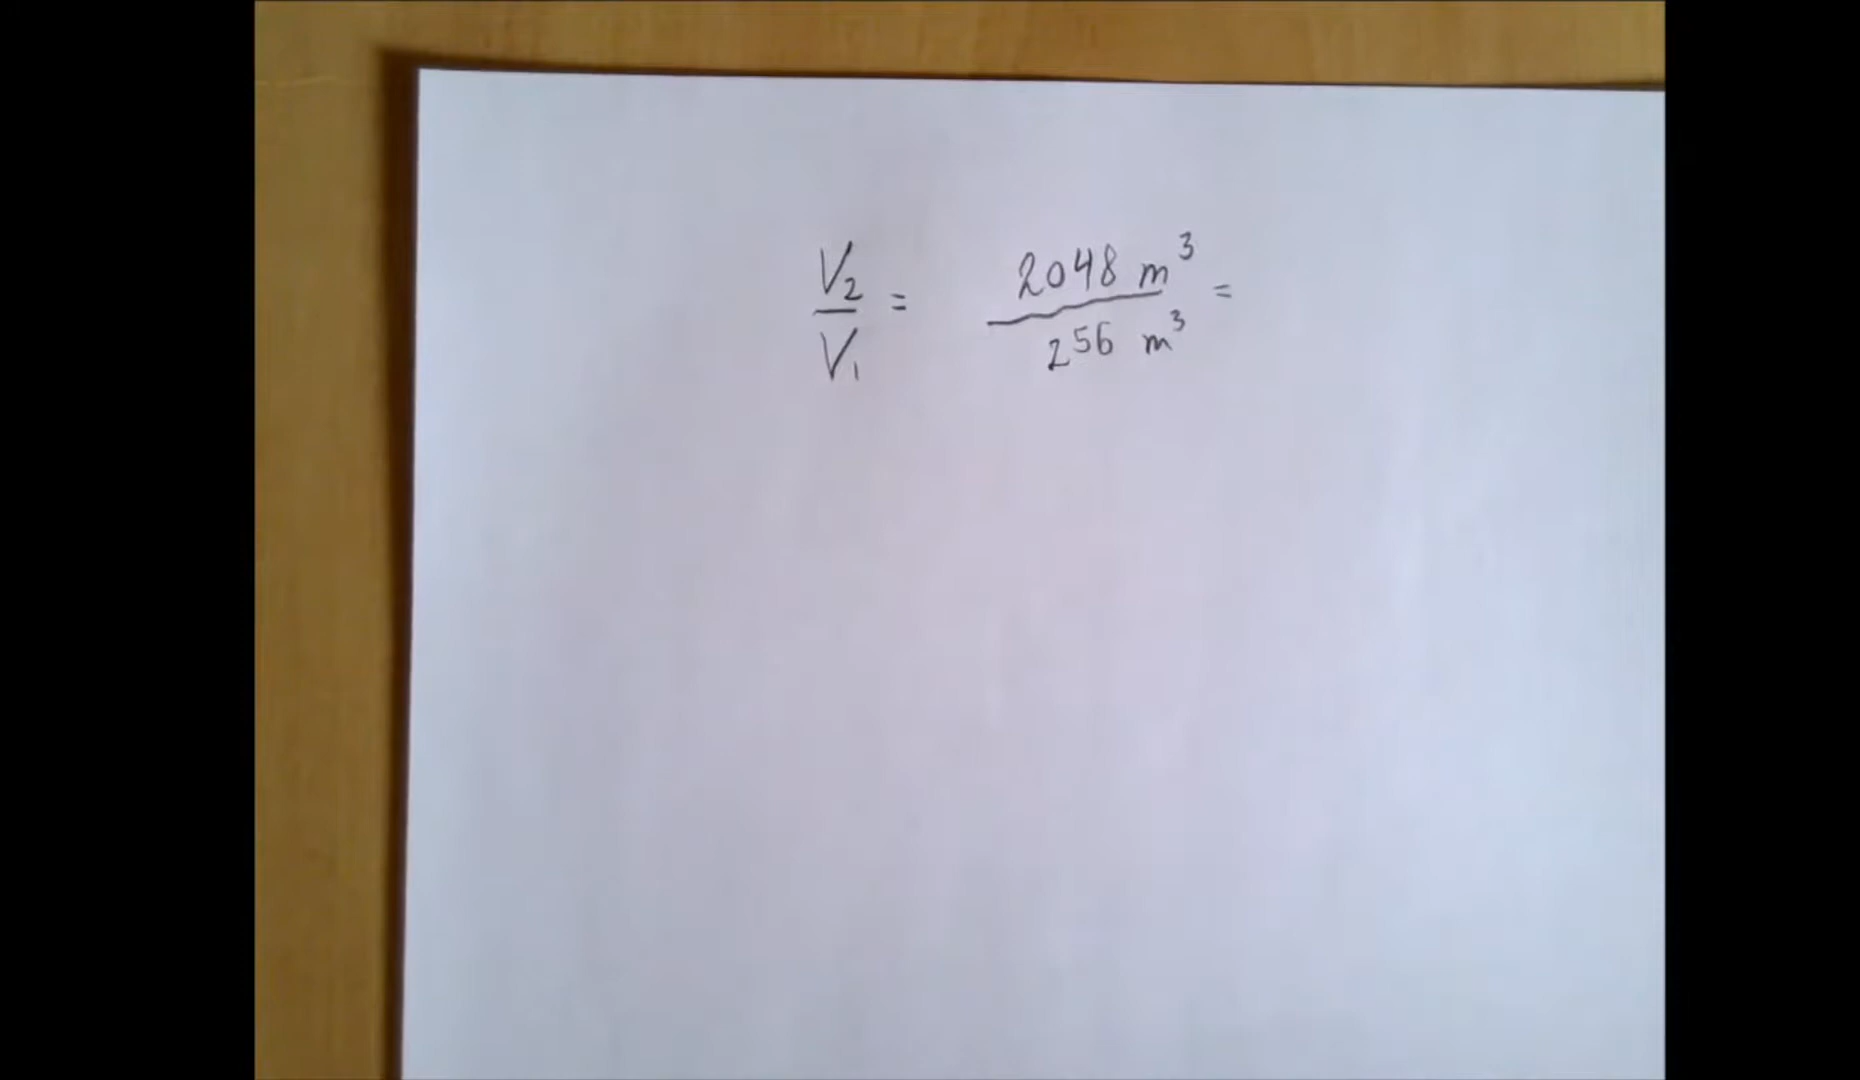 V₂/V₁ = 2048 m³ / 256 m³ =